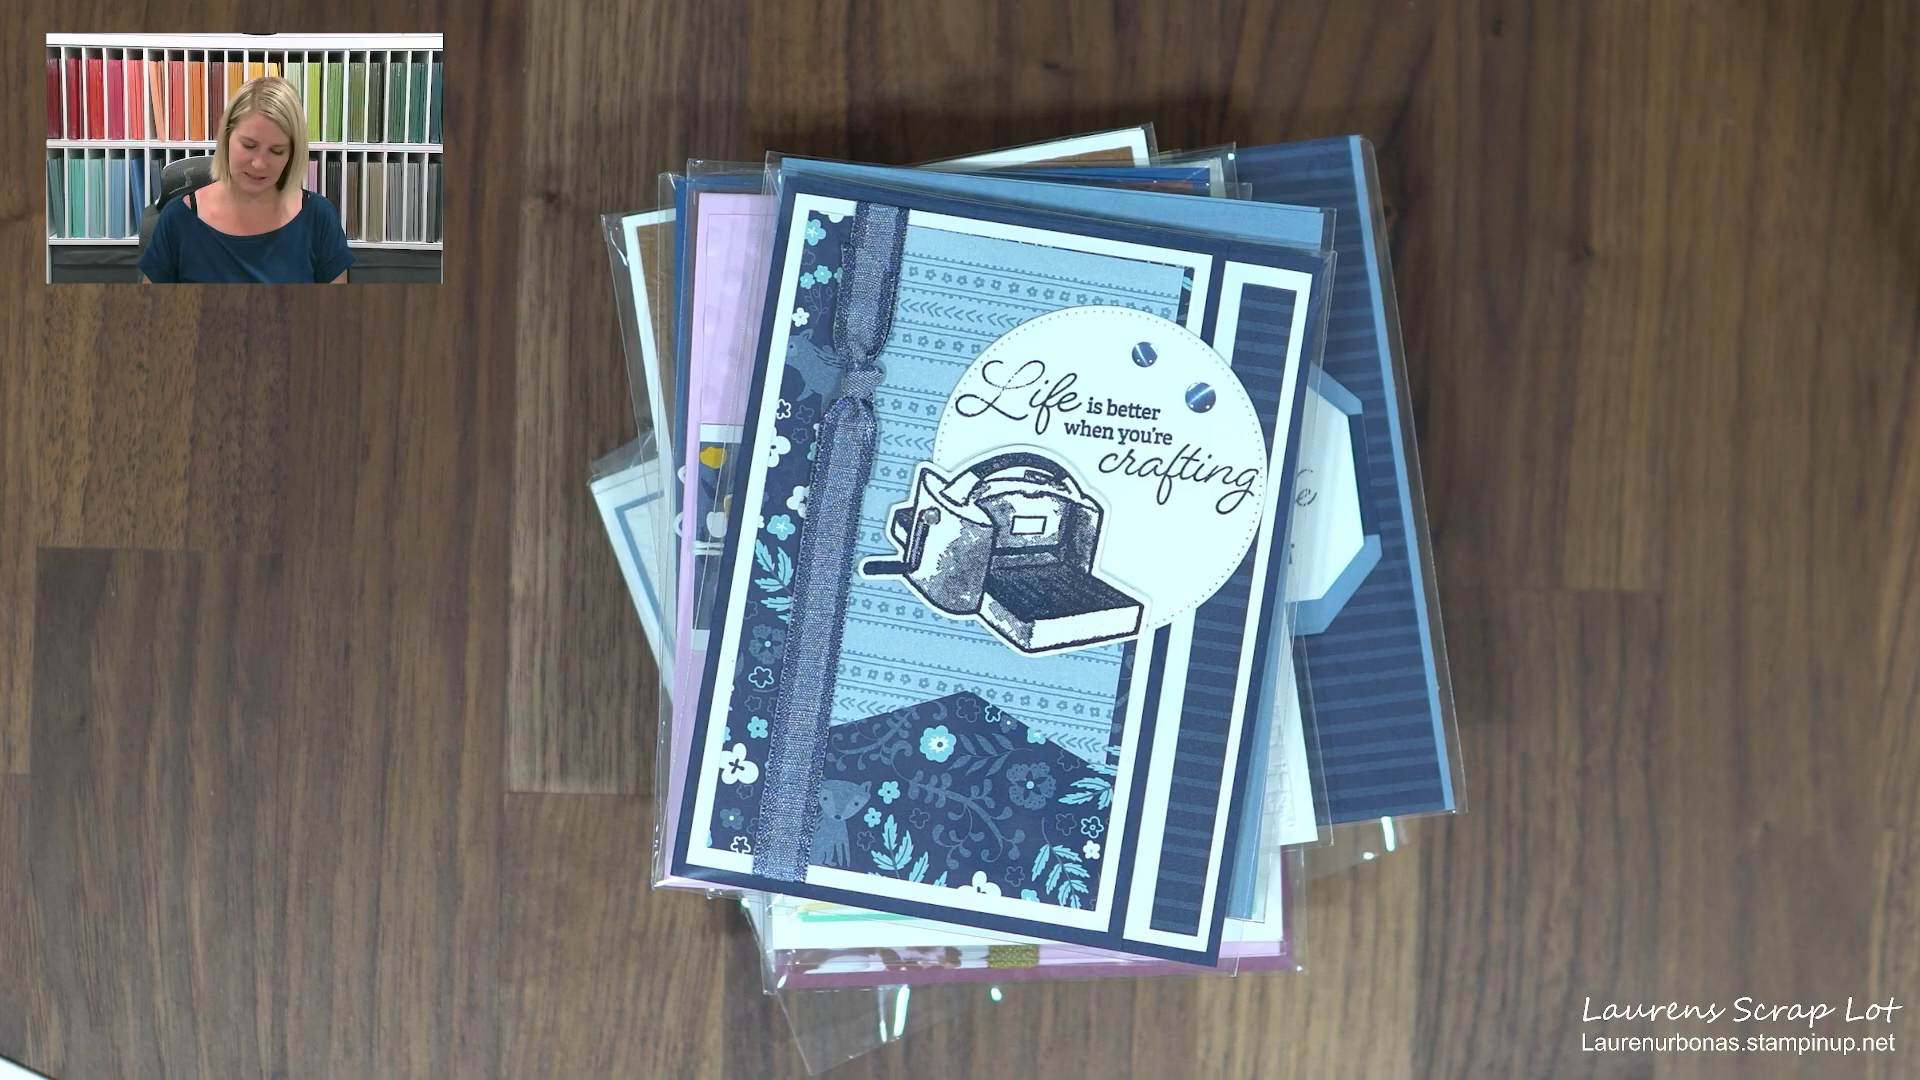 Life is better
when you're
crafting
Laurens Scrap Lot
Laurenurbonas.stampinup.net